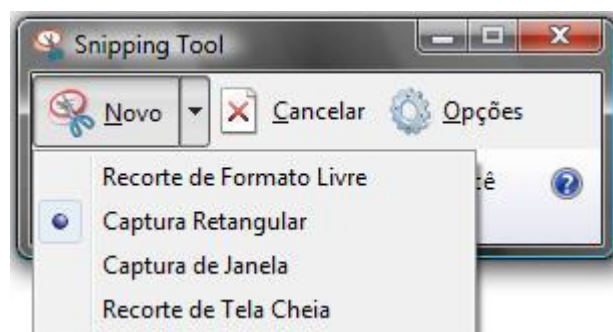 Snipping Tool
Novo Cancelar Opções
Recorte de Formato Livre
Captura Retangular
Captura de Janela
Recorte de Tela Cheia